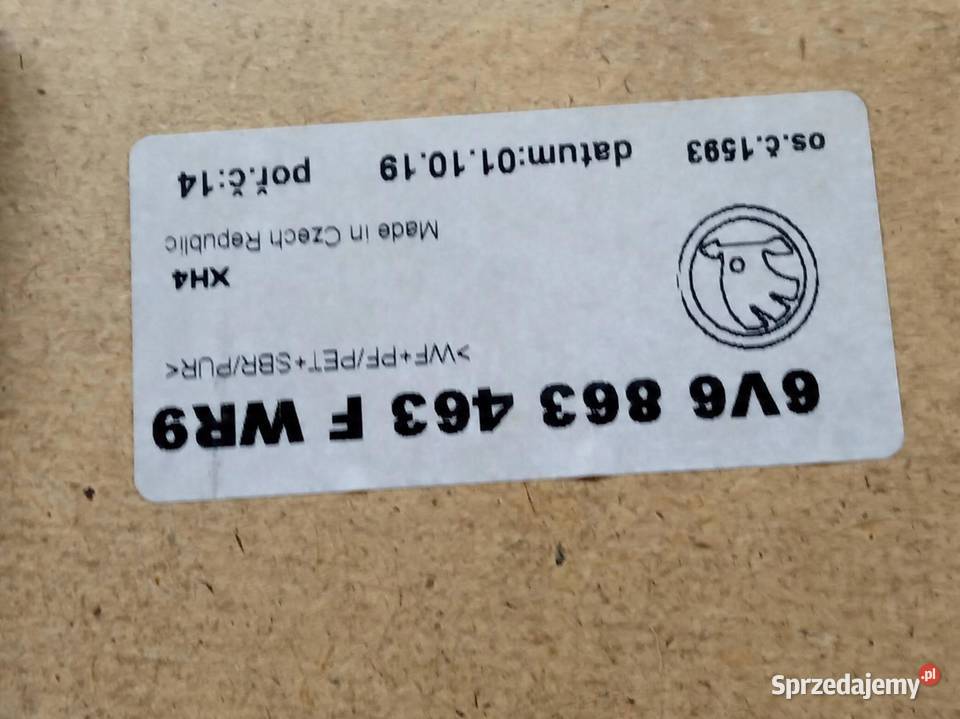 6V6 863 463 F WR9
>WF+PF/PET+SBR/PUR<
XH4
Made in Czech Republic
os.č.1593 datum:01.10.19 poř.č:14
Sprzedajemy.pl